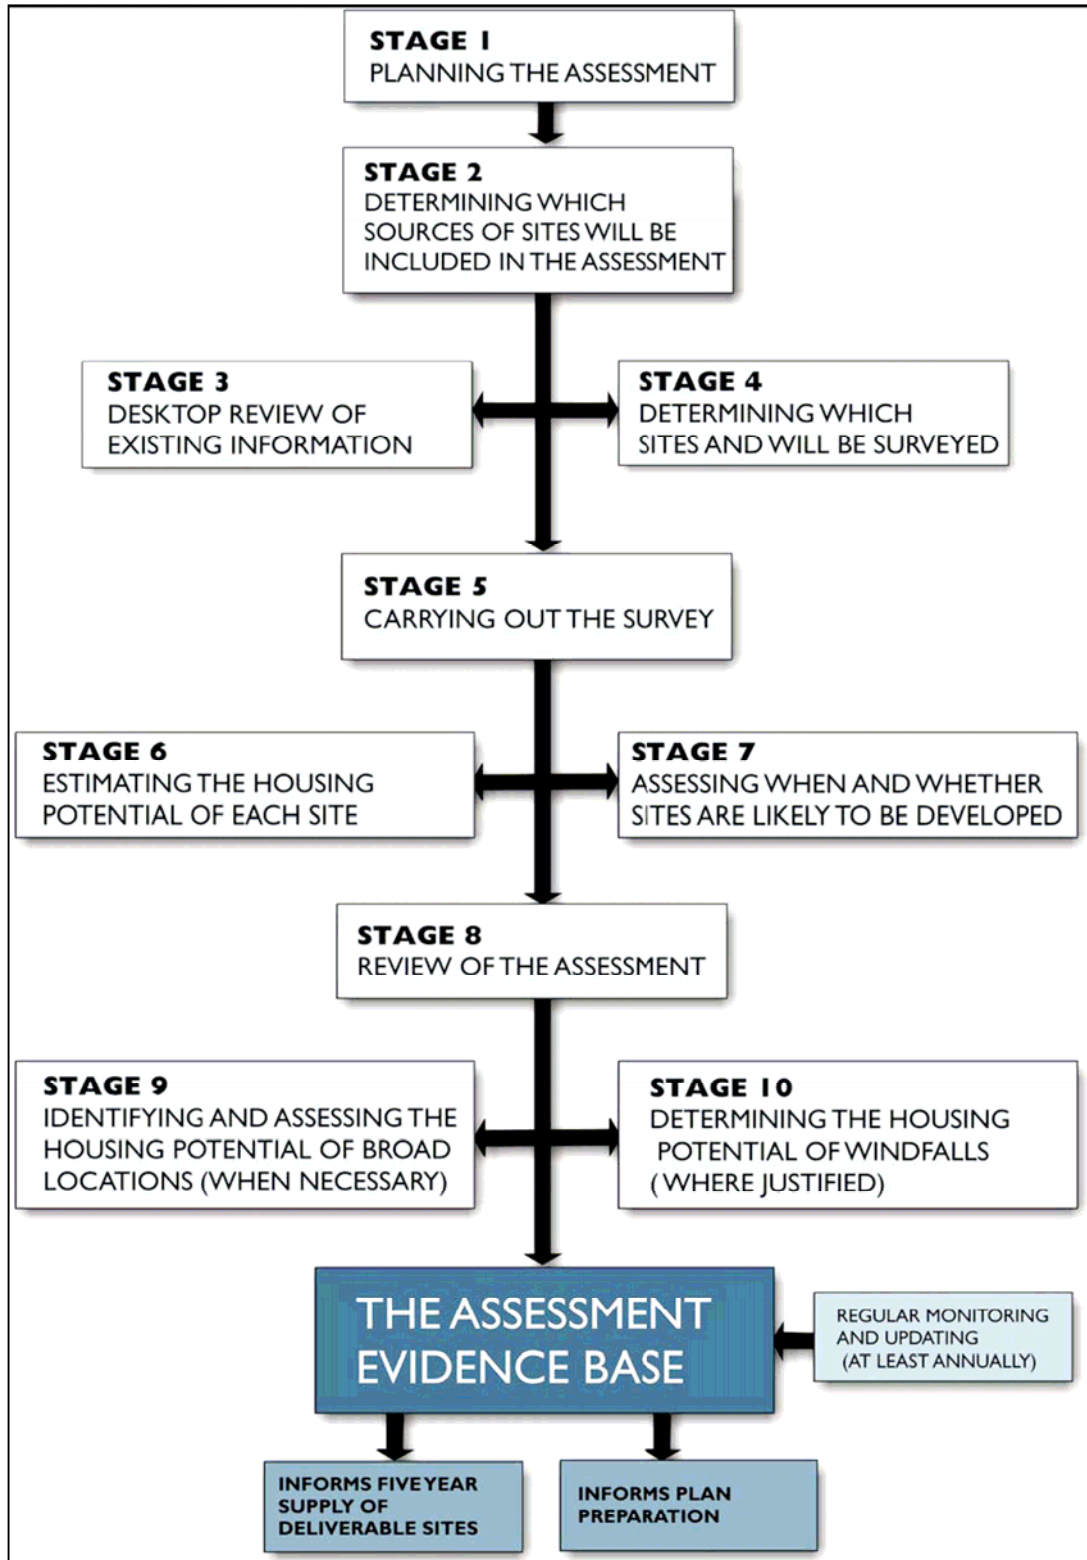 STAGE 1
PLANNING THE ASSESSMENT
STAGE 2
DETERMINING WHICH
SOURCES OF SITES WILL BE
INCLUDED IN THE ASSESSMENT
STAGE 3
DESKTOP REVIEW OF
EXISTING INFORMATION
STAGE 4
DETERMINING WHICH
SITES AND WILL BE SURVEYED
STAGE 5
CARRYING OUT THE SURVEY
STAGE 6
ESTIMATING THE HOUSING
POTENTIAL OF EACH SITE
STAGE 7
ASSESSING WHEN AND WHETHER
SITES ARE LIKELY TO BE DEVELOPED
STAGE 8
REVIEW OF THE ASSESSMENT
STAGE 9
IDENTIFYING AND ASSESSING THE
HOUSING POTENTIAL OF BROAD
LOCATIONS (WHEN NECESSARY)
STAGE 10
DETERMINING THE HOUSING
POTENTIAL OF WINDFALLS
( WHERE JUSTIFIED)
THE ASSESSMENT
EVIDENCE BASE
REGULAR MONITORING
AND UPDATING
(AT LEAST ANNUALLY)
INFORMS FIVE YEAR
SUPPLY OF
DELIVERABLE SITES
INFORMS PLAN
PREPARATION